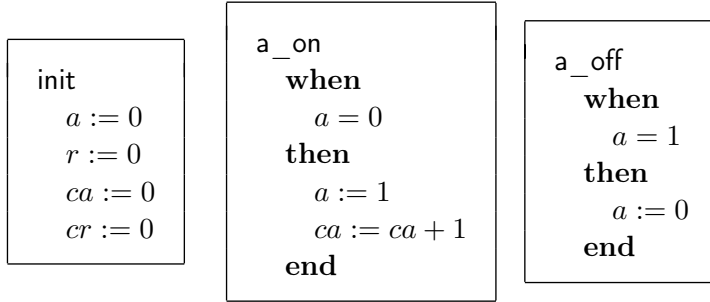 init
a := 0
r := 0
ca := 0
cr := 0
a_on
when
a = 0
then
a := 1
ca := ca + 1
end
a_off
when
a = 1
then
a := 0
end